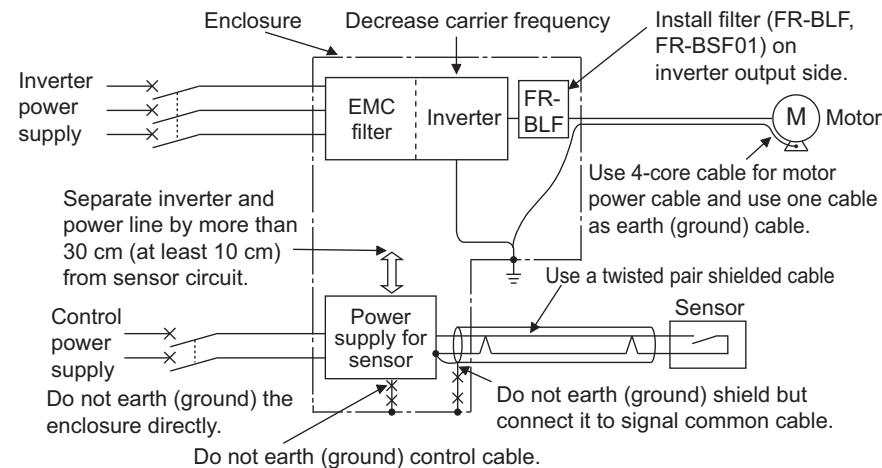 Enclosure
Decrease carrier frequency
Install filter (FR-BLF,
FR-BSF01) on
inverter output side.
Inverter
power
supply
EMC
filter
Inverter
FR-
BLF
M
Motor
Use 4-core cable for motor
power cable and use one cable
as earth (ground) cable.
Separate inverter and
power line by more than
30 cm (at least 10 cm)
from sensor circuit.
Use a twisted pair shielded cable
Sensor
Control
power
supply
Power
supply for
sensor
Do not earth (ground) the
enclosure directly.
Do not earth (ground) shield but
connect it to signal common cable.
Do not earth (ground) control cable.